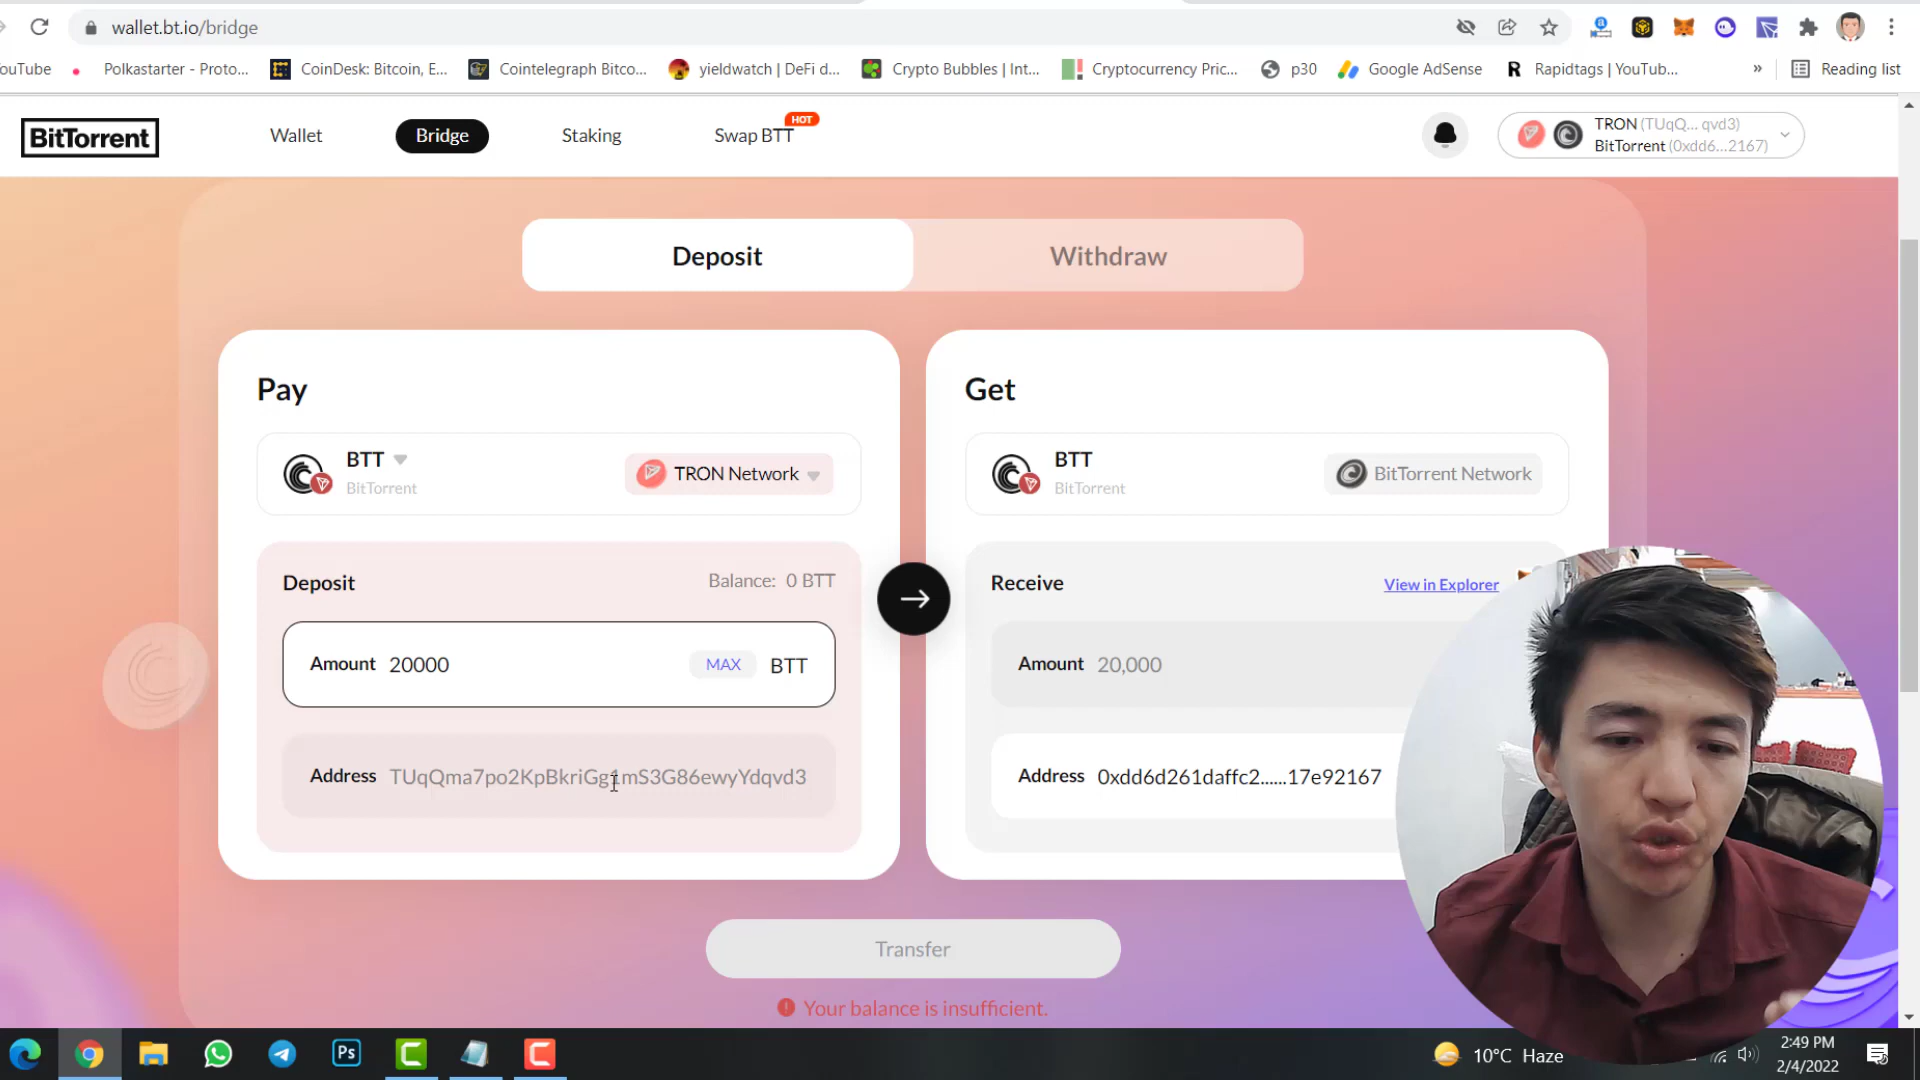 wallet.bt.io/bridge
ouTube
Polkastarter - Proto...
CoinDesk: Bitcoin, E...
Cointelegraph Bitco...
yieldwatch | DeFi d...
Crypto Bubbles | Int...
Cryptocurrency Pric...
p30
Google AdSense
R
Rapidtags | YouTub...
»
Reading list
BitTorrent
Wallet
Bridge
Staking
Swap BTT
HOT
TRON (TUqQ... qvd3)
BitTorrent (0xdd6...2167)
Deposit
Withdraw
Pay
BTT
BitTorrent
TRON Network
Deposit
Balance: 0 BTT
Amount 20000
MAX
BTT
Address TUqQma7po2KpBkriGg1mS3G86ewyYdqvd3
Get
BTT
BitTorrent
BitTorrent Network
Receive
View in Explorer
Amount 20,000
Address 0xdd6d261daffc2......17e92167
Transfer
Your balance is insufficient.
Ps
10°C Haze
2:49 PM
2/4/2022